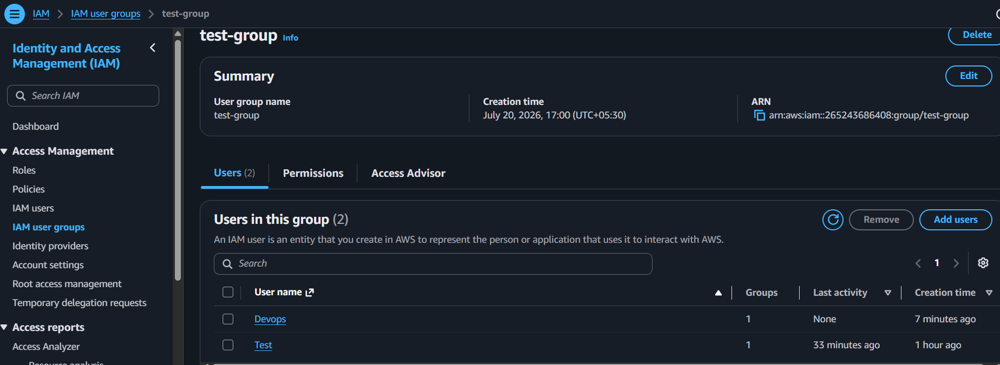 IAM > IAM user groups > test-group
Identity and Access
Management (IAM)
Search IAM
Dashboard
Access Management
Roles
Policies
IAM users
IAM user groups
Identity providers
Account settings
Root access management
Temporary delegation requests
Access reports
Access Analyzer
Resource analysis
test-group Info
Delete
Summary
Edit
User group name
test-group
Creation time
July 20, 2026, 17:00 (UTC+05:30)
ARN
arn:aws:iam::265243686408:group/test-group
Users (2) Permissions Access Advisor
Users in this group (2)
Remove Add users
An IAM user is an entity that you create in AWS to represent the person or application that uses it to interact with AWS.
Search
1
User name Groups Last activity Creation time
Devops 1 None 7 minutes ago
Test 1 33 minutes ago 1 hour ago